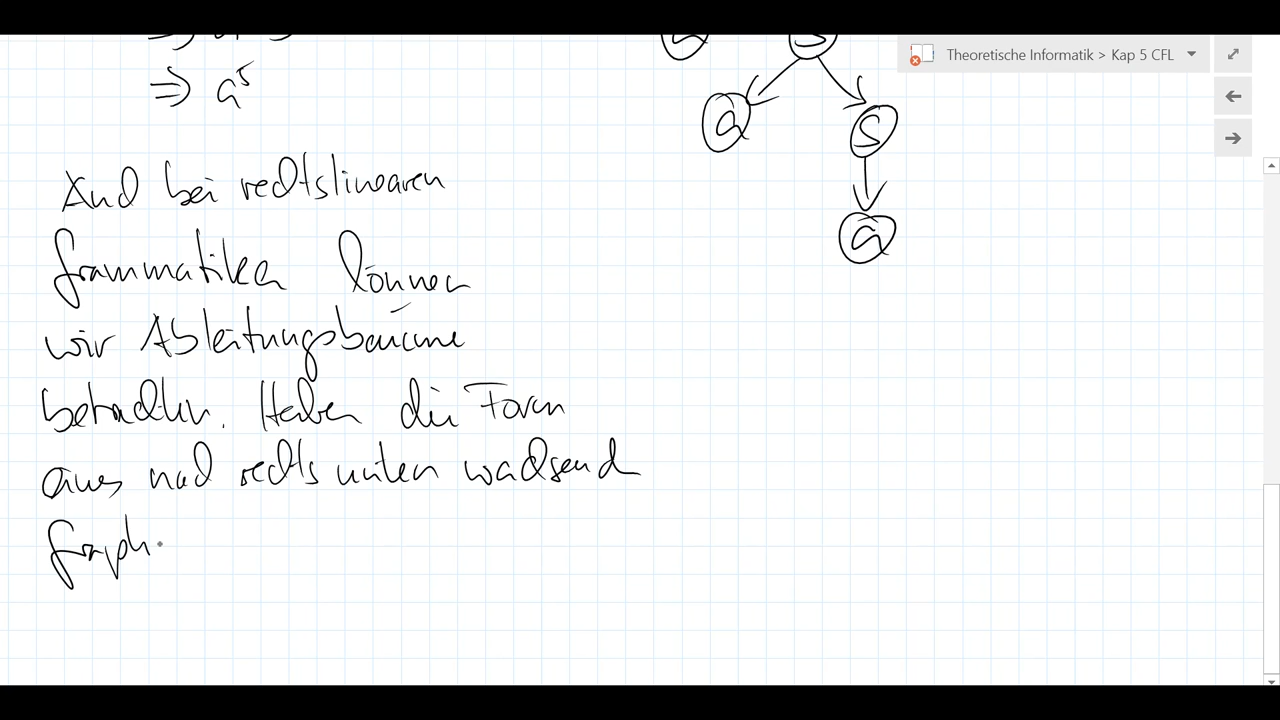 Theoretische Informatik > Kap 5 CFL
S
⇒ a⁵
a
S
a
Auch bei rechtslinearen
Grammatiken können
wir Ableitungsbäume
betrachten. Haben die Form
eines nach rechts unten wachsend
Graph.